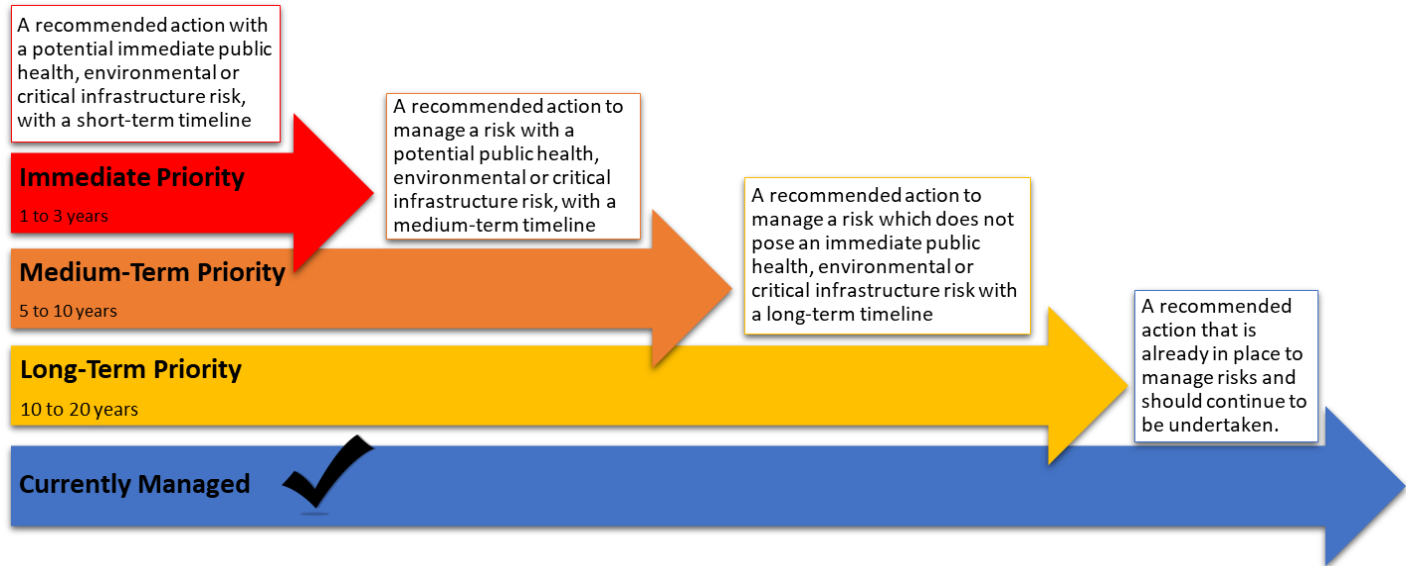 A recommended action with
a potential immediate public
health, environmental or
critical infrastructure risk,
with a short-term timeline
Immediate Priority
1 to 3 years
A recommended action to
manage a risk with a
potential public health,
environmental or critical
infrastructure risk, with a
medium-term timeline
Medium-Term Priority
5 to 10 years
A recommended action to
manage a risk which does not
pose an immediate public
health, environmental or
critical infrastructure risk with
a long-term timeline
Long-Term Priority
10 to 20 years
A recommended
action that is
already in place to
manage risks and
should continue to
be undertaken.
Currently Managed